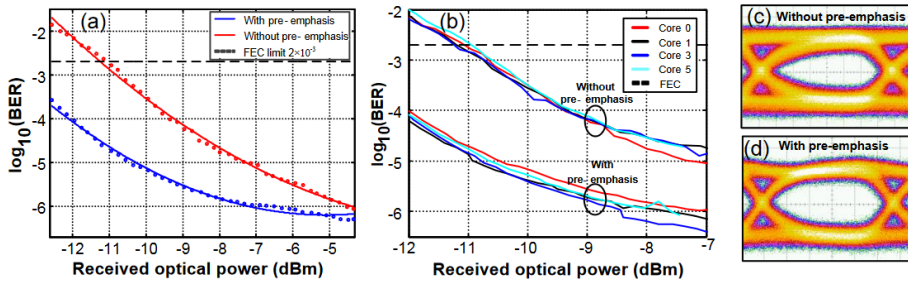 (a)
With pre- emphasis
Without pre-emphasis
FEC limit 2×10⁻³
-2
-3
-4
-5
-6
log₁₀(BER)
-12 -11 -10 -9 -8 -7 -6 -5
Received optical power (dBm)
(b)
Core 0
Core 1
Core 3
Core 5
FEC
Without
pre- emphasis
With
pre- emphasis
-2
-3
-4
-5
-6
log₁₀(BER)
-12 -11 -10 -9 -8 -7
Received optical power (dBm)
(c) Without pre-emphasis
(d) With pre-emphasis